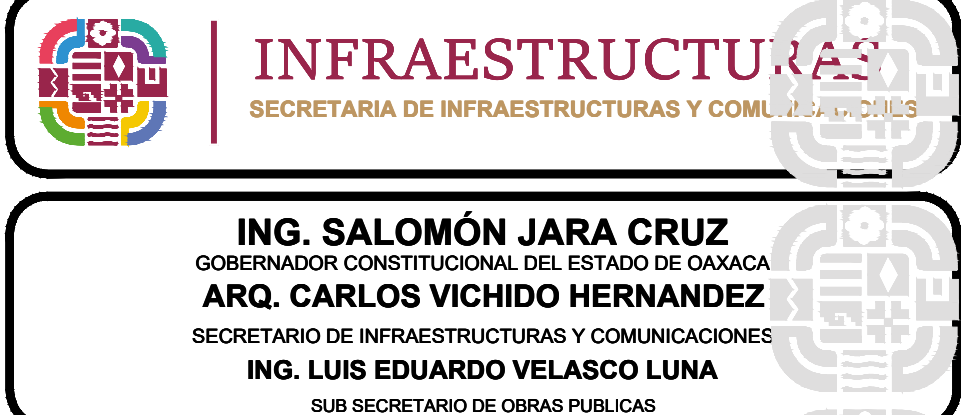 INFRAESTRUCTURAS
SECRETARIA DE INFRAESTRUCTURAS Y COMUNICACIONES
ING. SALOMÓN JARA CRUZ
GOBERNADOR CONSTITUCIONAL DEL ESTADO DE OAXACA
ARQ. CARLOS VICHIDO HERNANDEZ
SECRETARIO DE INFRAESTRUCTURAS Y COMUNICACIONES
ING. LUIS EDUARDO VELASCO LUNA
SUB SECRETARIO DE OBRAS PUBLICAS